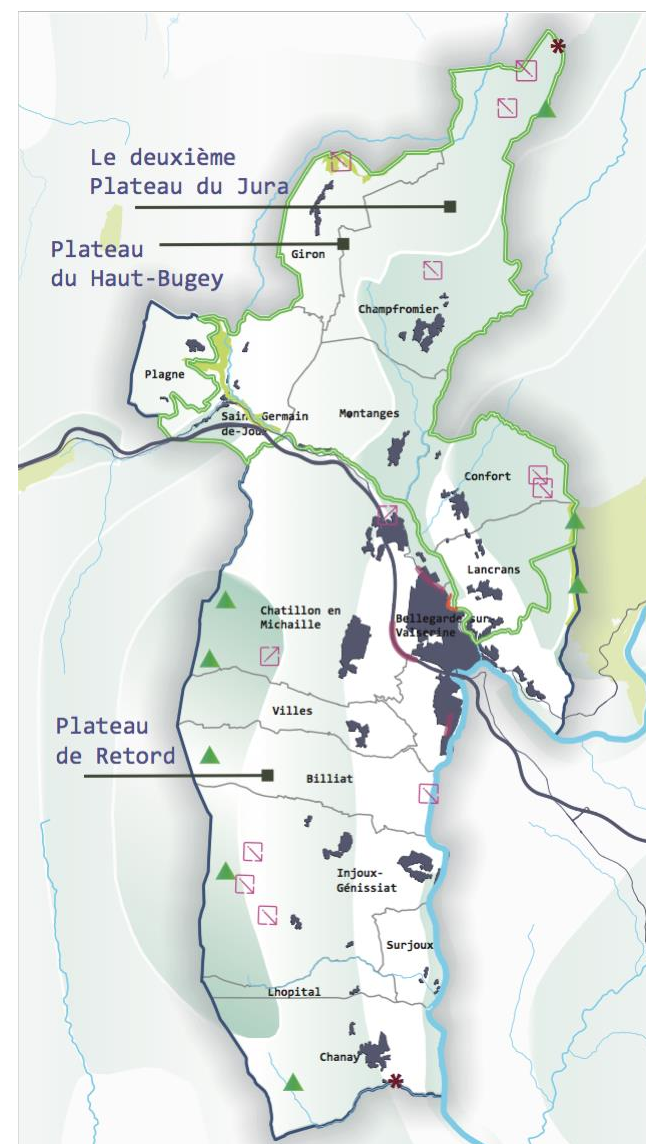 Le deuxième
Plateau du Jura
Plateau
du Haut-Bugey
Giron
Champfromier
Plagne
Saint Germain
de-Joux
Montanges
Confort
Lancrans
Chatillon en
Michaille
Bellegarde sur
Valserine
Villes
Plateau
de Retord
Billiat
Injoux-
Génissiat
Surjoux
Lhopital
Chanay